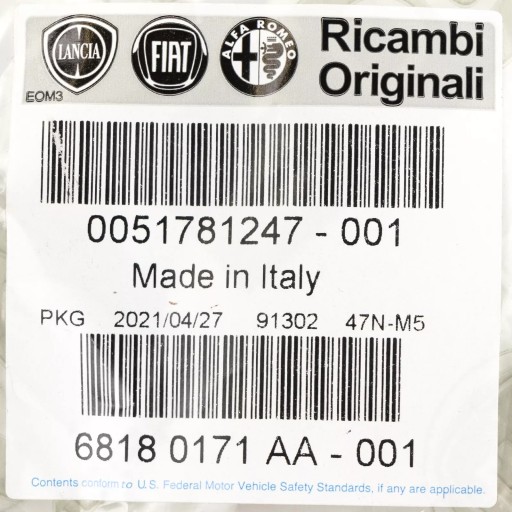 LANCIA FIAT ALFA ROMEO Ricambi
Originali
EOM3
0051781247 - 001
Made in Italy
PKG 2021/04/27 91302 47N-M5
6818 0171 AA - 001
Contents conform to U.S. Federal Motor Vehicle Safety Standards, if any are applicable.